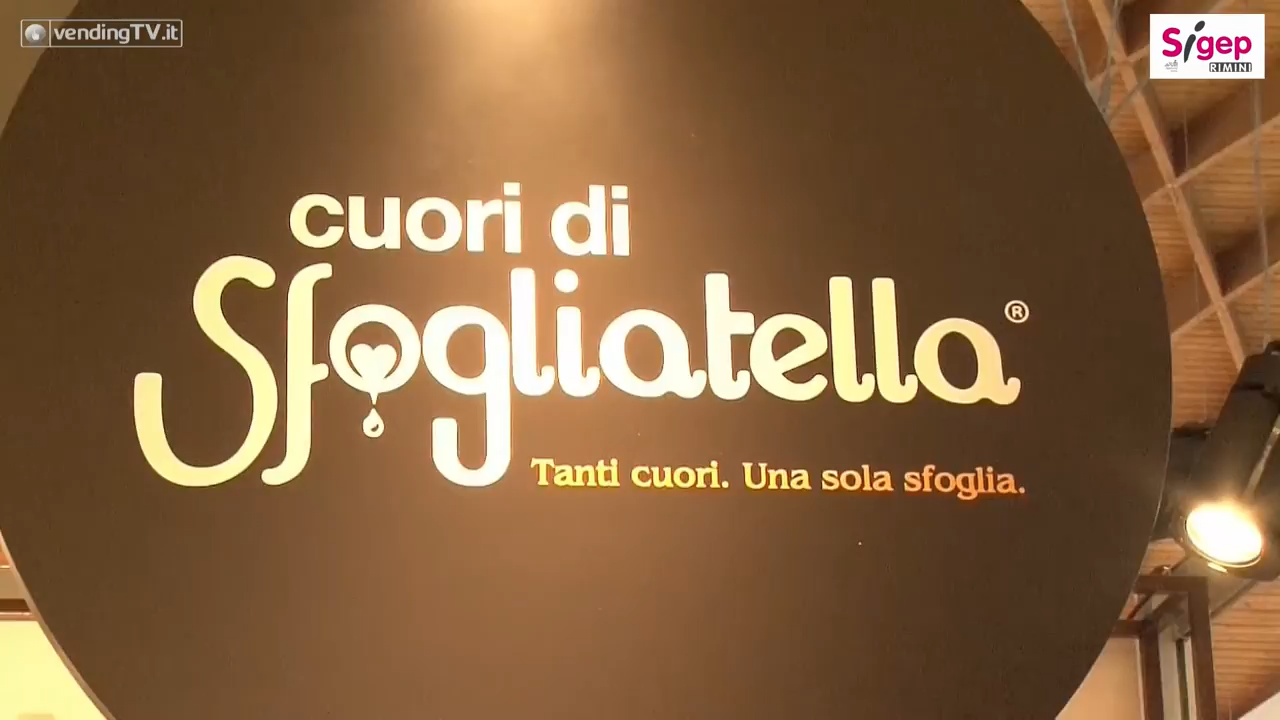 vendingTV.it
Sigep
RIMINI
cuori di
Sfogliatella®
Tanti cuori. Una sola sfoglia.